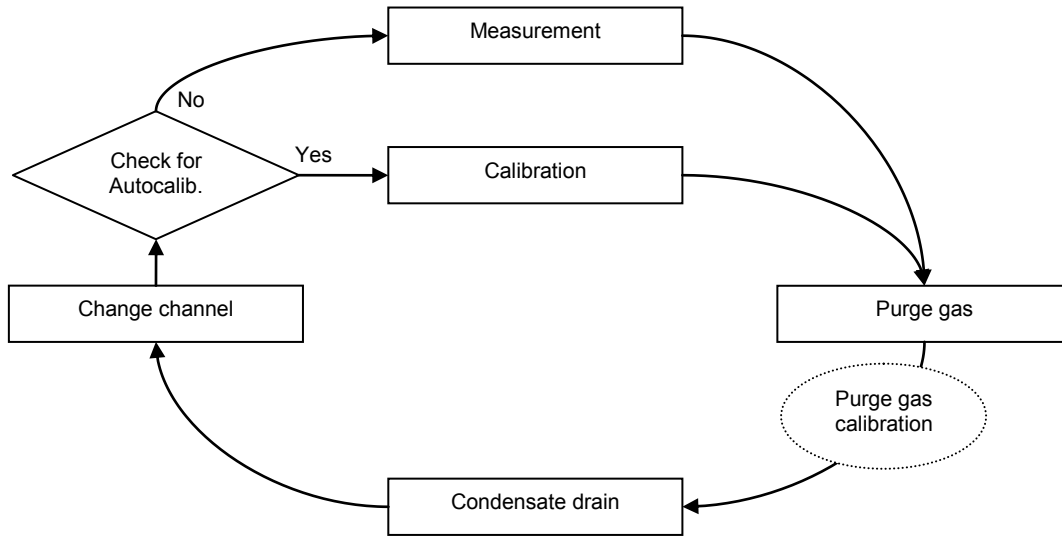 Measurement
No
Check for
Autocalib.
Yes
Calibration
Change channel
Purge gas
Purge gas
calibration
Condensate drain